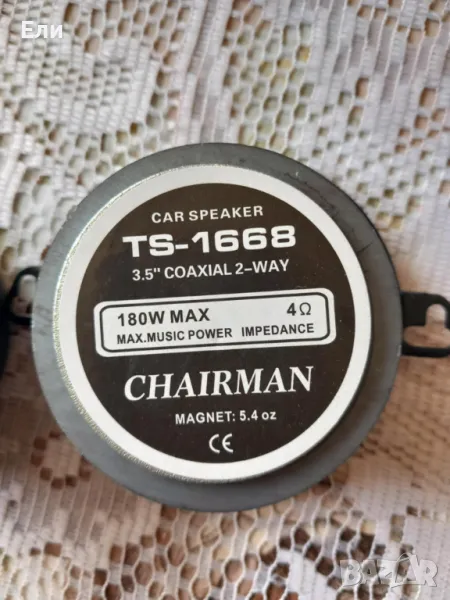 Ели
CAR SPEAKER
TS-1668
3.5" COAXIAL 2-WAY
180W MAX 4Ω
MAX.MUSIC POWER IMPEDANCE
CHAIRMAN
MAGNET: 5.4 oz
CE
BAZAR